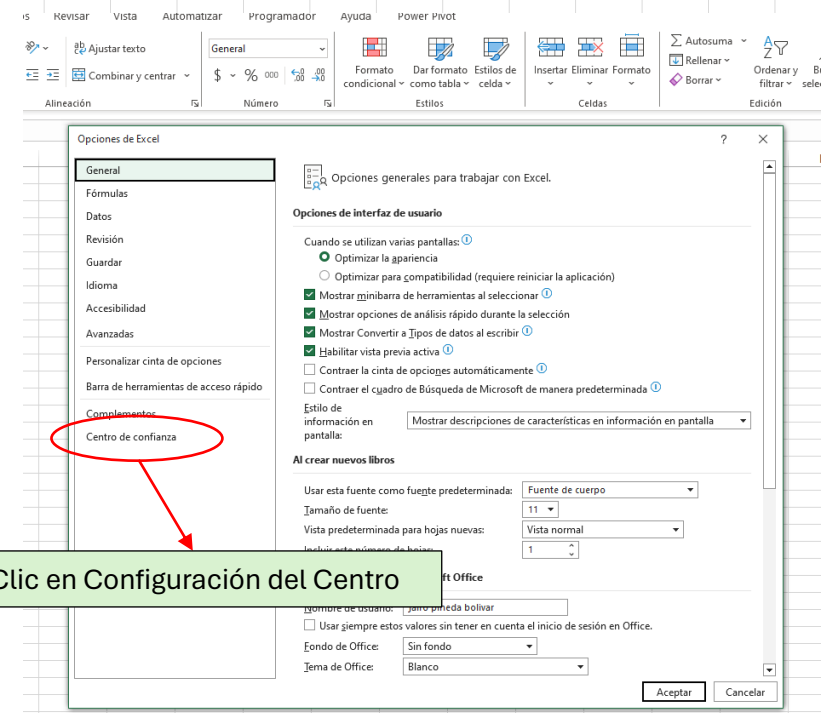 Revisar Vista Automatizar Programador Ayuda Power Pivot
Ajustar texto General Formato condicional Dar formato como tabla Estilos de celda Insertar Eliminar Formato Autosuma
Rellenar Ordenar y filtrar
Combinar y centrar $ % 000 Borrar
Alineación Número Estilos Celdas Edición
Opciones de Excel ? ×
General
Fórmulas
Datos
Revisión
Guardar
Idioma
Accesibilidad
Avanzadas
Personalizar cinta de opciones
Barra de herramientas de acceso rápido
Complementos
Centro de confianza
Opciones generales para trabajar con Excel.
Opciones de interfaz de usuario
Cuando se utilizan varias pantallas:
Optimizar la apariencia
Optimizar para compatibilidad (requiere reiniciar la aplicación)
Mostrar minibarra de herramientas al seleccionar
Mostrar opciones de análisis rápido durante la selección
Mostrar Convertir a Tipos de datos al escribir
Habilitar vista previa activa
Contraer la cinta de opciones automáticamente
Contraer el cuadro de Búsqueda de Microsoft de manera predeterminada
Estilo de información en pantalla: Mostrar descripciones de características en información en pantalla
Al crear nuevos libros
Usar esta fuente como fuente predeterminada: Fuente de cuerpo
Tamaño de fuente: 11
Vista predeterminada para hojas nuevas: Vista normal
Incluir este número de hojas: 1
Clic en Configuración del Centro
ft Office
Nombre de usuario: jairo pineda bolivar
Usar siempre estos valores sin tener en cuenta el inicio de sesión en Office.
Fondo de Office: Sin fondo
Tema de Office: Blanco
Aceptar Cancelar